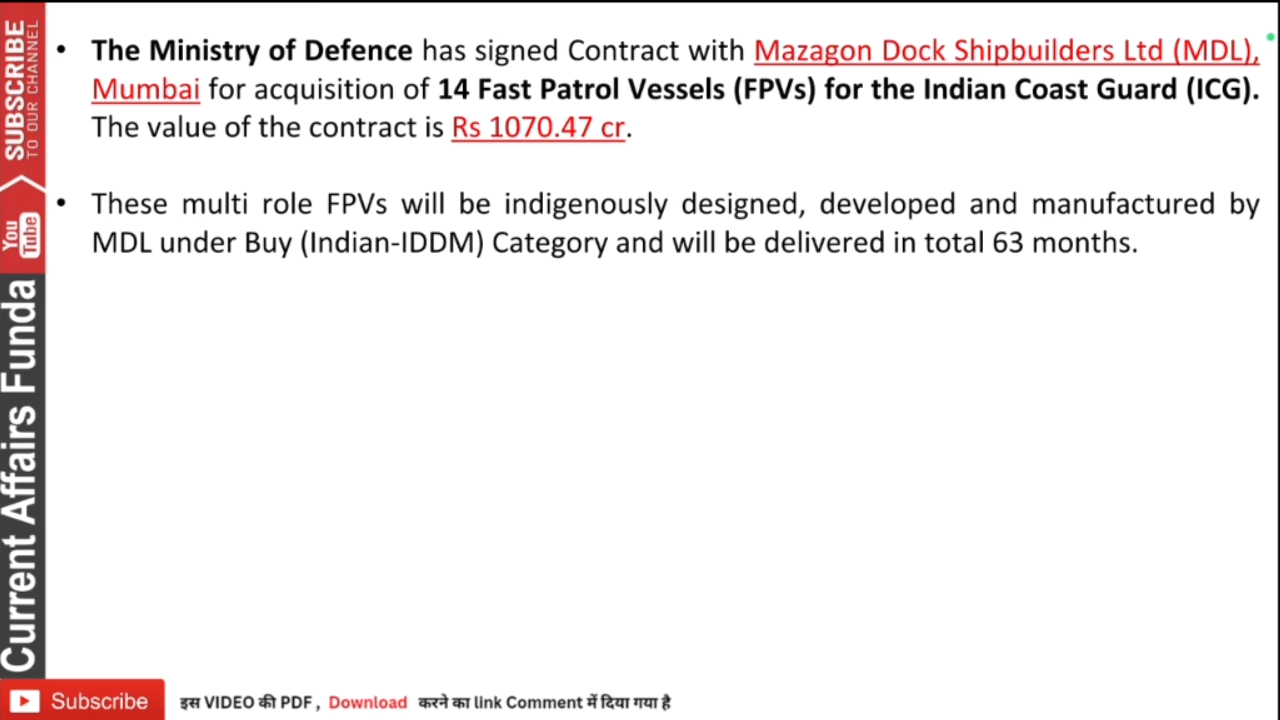 • The Ministry of Defence has signed Contract with Mazagon Dock Shipbuilders Ltd (MDL),
Mumbai for acquisition of 14 Fast Patrol Vessels (FPVs) for the Indian Coast Guard (ICG).
The value of the contract is Rs 1070.47 cr.
• These multi role FPVs will be indigenously designed, developed and manufactured by
MDL under Buy (Indian-IDDM) Category and will be delivered in total 63 months.
SUBSCRIBE
TO OUR CHANNEL
You
Tube
Current Affairs Funda
Subscribe
इस VIDEO की PDF , Download करने का link Comment में दिया गया है